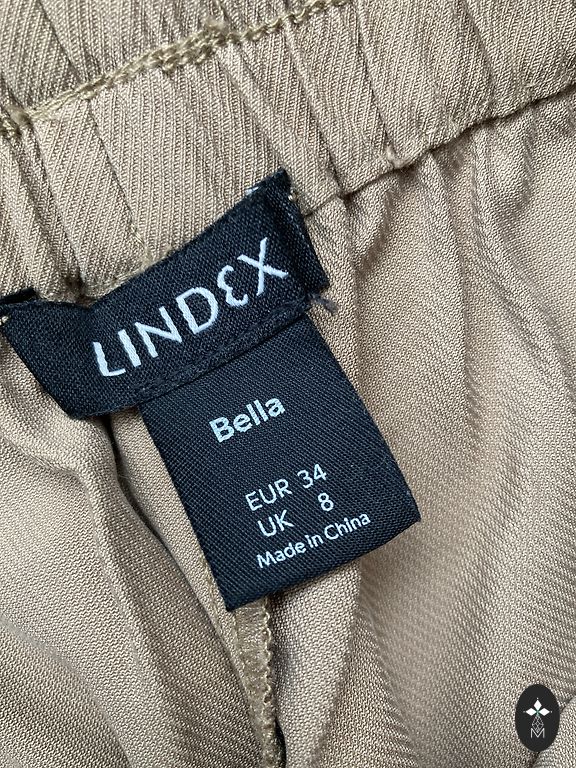 LINDEX
Bella
EUR 34
UK 8
Made in China
M